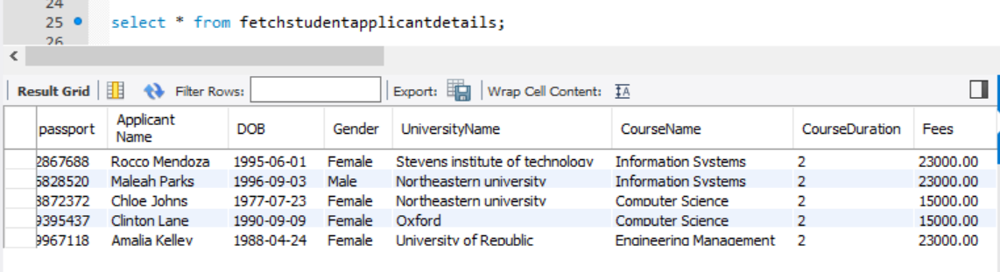 24
25 select * from fetchstudentapplicantdetails;
26
Result Grid Filter Rows: Export: Wrap Cell Content:
passport Applicant Name DOB Gender UniversityName CourseName CourseDuration Fees
2867688 Rocco Mendoza 1995-06-01 Female Stevens institute of technology Information Systems 2 23000.00
5828520 Maleah Parks 1996-09-03 Male Northeastern university Information Systems 2 23000.00
3872372 Chloe Johns 1977-07-23 Female Northeastern university Computer Science 2 15000.00
9395437 Clinton Lane 1990-09-09 Female Oxford Computer Science 2 15000.00
9967118 Amalia Kelley 1988-04-24 Female University of Republic Engineering Management 2 23000.00